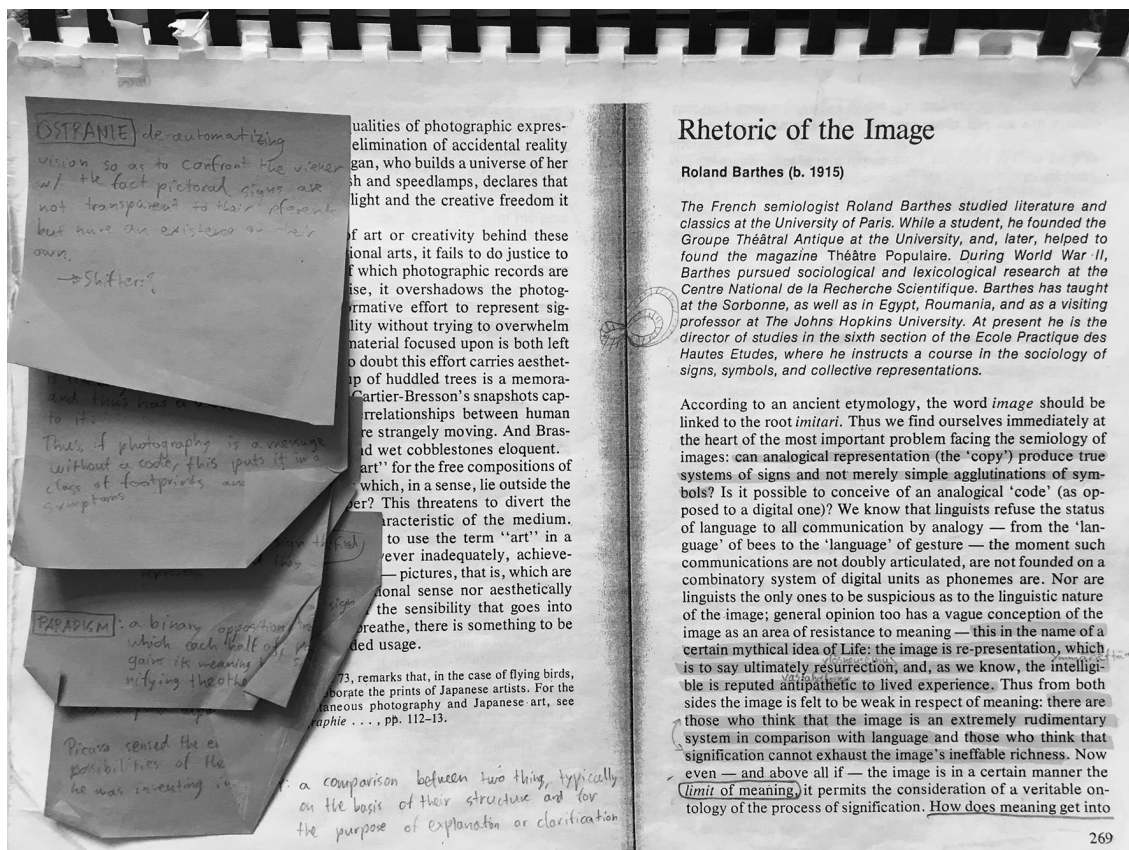 OSTRANIE de-automatizing
vision so as to confront the viewer
w/ the fact pictoral signs are
not transparent to their
but have an existence on their
own.
→ Shifters?
and thus has
to it.
Thus, if photography is a message
without a code, this puts it in a
class of footprints and
symptoms
PARADIGM: a binary opposition
which each half of
gains its meaning
nifying the othe
Picasso sensed the
possibilities of the
he was inventing in
ualities of photographic expres-
elimination of accidental reality
gan, who builds a universe of her
sh and speedlamps, declares that
light and the creative freedom it
of art or creativity behind these
ional arts, it fails to do justice to
f which photographic records are
ise, it overshadows the photog-
ormative effort to represent sig-
lity without trying to overwhelm
material focused upon is both left
o doubt this effort carries aesthet-
up of huddled trees is a memora-
Cartier-Bresson's snapshots cap-
rrelationships between human
re strangely moving. And Bras-
nd wet cobblestones eloquent.
art" for the free compositions of
which, in a sense, lie outside the
per? This threatens to divert the
aracteristic of the medium.
to use the term "art" in a
ever inadequately, achieve-
— pictures, that is, which are
ional sense nor aesthetically
the sensibility that goes into
breathe, there is something to be
ded usage.
73, remarks that, in the case of flying birds,
borate the prints of Japanese artists. For the
taneous photography and Japanese art, see
raphie . . . , pp. 112–13.
: a comparison between two thing, typically
on the basis of their structure and for
the purpose of explanation or clarification
Rhetoric of the Image
Roland Barthes (b. 1915)
The French semiologist Roland Barthes studied literature and
classics at the University of Paris. While a student, he founded the
Groupe Théâtral Antique at the University, and, later, helped to
found the magazine Théâtre Populaire. During World War II,
Barthes pursued sociological and lexicological research at the
Centre National de la Recherche Scientifique. Barthes has taught
at the Sorbonne, as well as in Egypt, Roumania, and as a visiting
professor at The Johns Hopkins University. At present he is the
director of studies in the sixth section of the Ecole Practique des
Hautes Etudes, where he instructs a course in the sociology of
signs, symbols, and collective representations.
According to an ancient etymology, the word image should be
linked to the root imitari. Thus we find ourselves immediately at
the heart of the most important problem facing the semiology of
images: can analogical representation (the 'copy') produce true
systems of signs and not merely simple agglutinations of sym-
bols? Is it possible to conceive of an analogical 'code' (as op-
posed to a digital one)? We know that linguists refuse the status
of language to all communication by analogy — from the 'lan-
guage' of bees to the 'language' of gesture — the moment such
communications are not doubly articulated, are not founded on a
combinatory system of digital units as phonemes are. Nor are
linguists the only ones to be suspicious as to the linguistic nature
of the image; general opinion too has a vague conception of the
image as an area of resistance to meaning — this in the name of a
certain mythical idea of Life: the image is re-presentation, which
is to say ultimately resurrection, and, as we know, the intelligi-
ble is reputed antipathetic to lived experience. Thus from both
sides the image is felt to be weak in respect of meaning: there are
those who think that the image is an extremely rudimentary
system in comparison with language and those who think that
signification cannot exhaust the image's ineffable richness. Now
even — and above all if — the image is in a certain manner the
limit of meaning, it permits the consideration of a veritable on-
tology of the process of signification. How does meaning get into
269